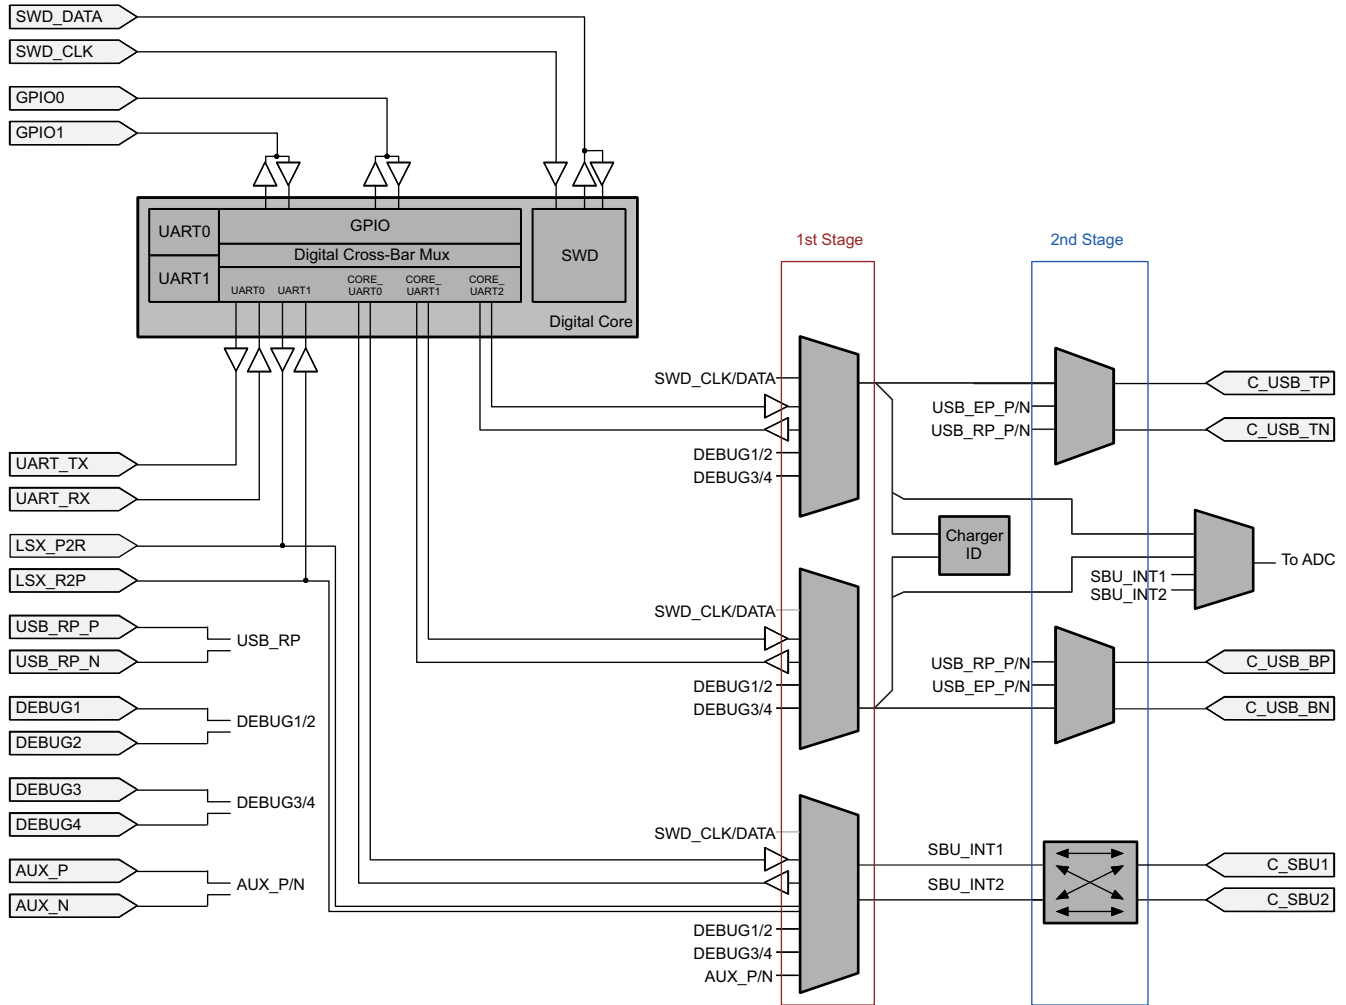 SWD_DATA
SWD_CLK
GPIO0
GPIO1
UART0
GPIO
Digital Cross-Bar Mux
SWD
UART1
UART0
UART1
CORE_
UART0
CORE_
UART1
CORE_
UART2
Digital Core
1st Stage
2nd Stage
SWD_CLK/DATA
DEBUG1/2
DEBUG3/4
USB_EP_P/N
USB_RP_P/N
C_USB_TP
C_USB_TN
UART_TX
UART_RX
LSX_P2R
LSX_R2P
USB_RP_P
USB_RP_N
USB_RP
DEBUG1
DEBUG2
DEBUG1/2
DEBUG3
DEBUG4
DEBUG3/4
AUX_P
AUX_N
AUX_P/N
Charger
ID
To ADC
SBU_INT1
SBU_INT2
SWD_CLK/DATA
DEBUG1/2
DEBUG3/4
USB_RP_P/N
USB_EP_P/N
C_USB_BP
C_USB_BN
SWD_CLK/DATA
SBU_INT1
SBU_INT2
C_SBU1
C_SBU2
DEBUG1/2
DEBUG3/4
AUX_P/N